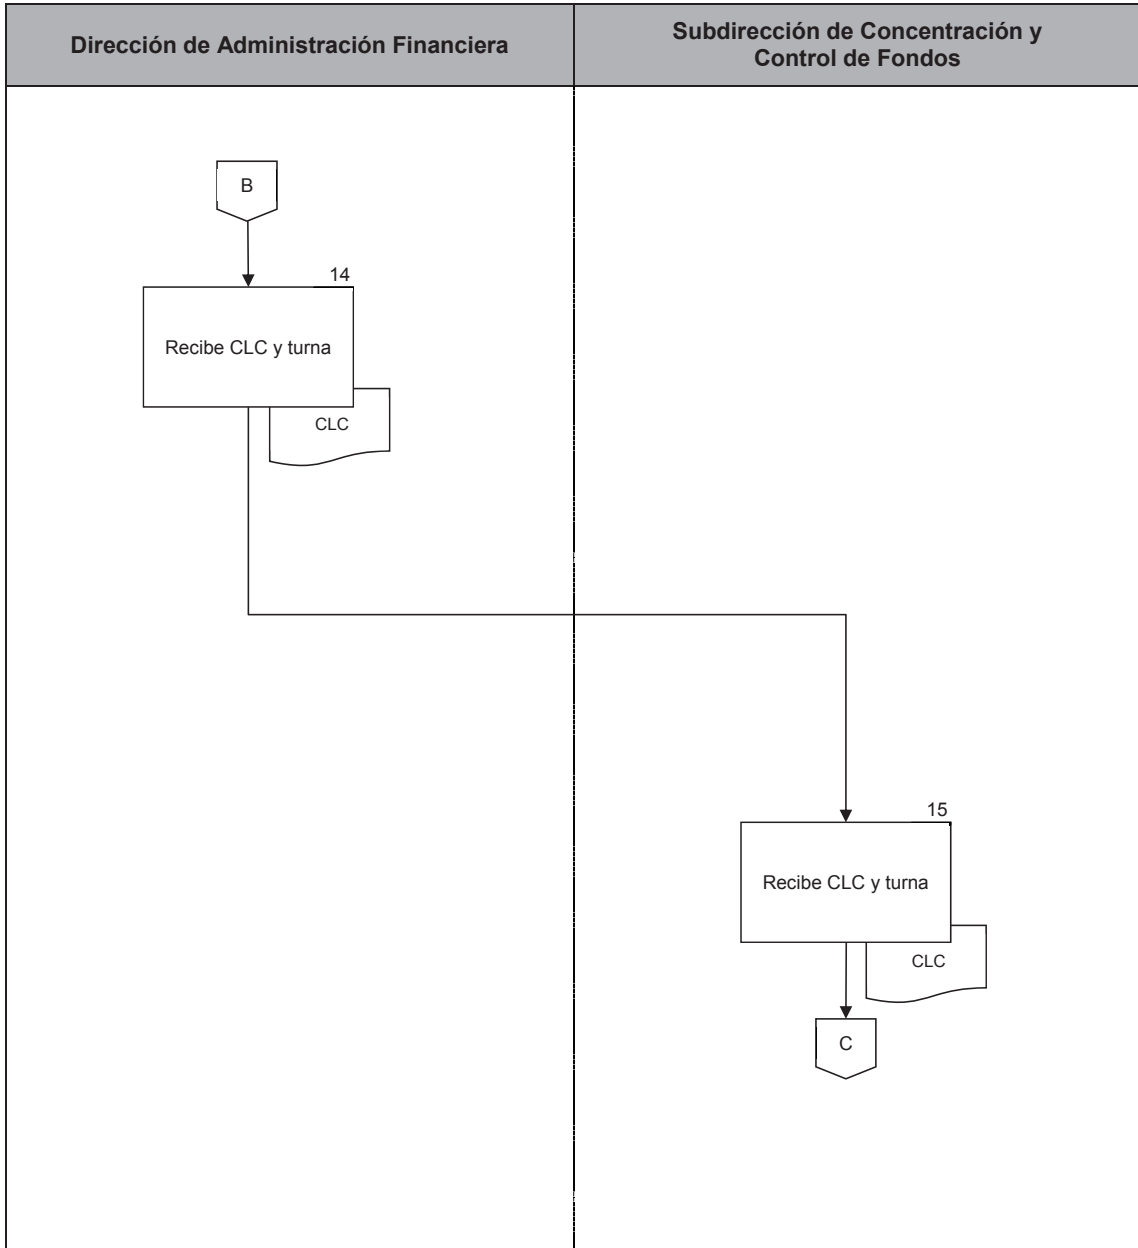 Dirección de Administración Financiera
Subdirección de Concentración y
Control de Fondos
B
14
Recibe CLC y turna
CLC
15
Recibe CLC y turna
CLC
C